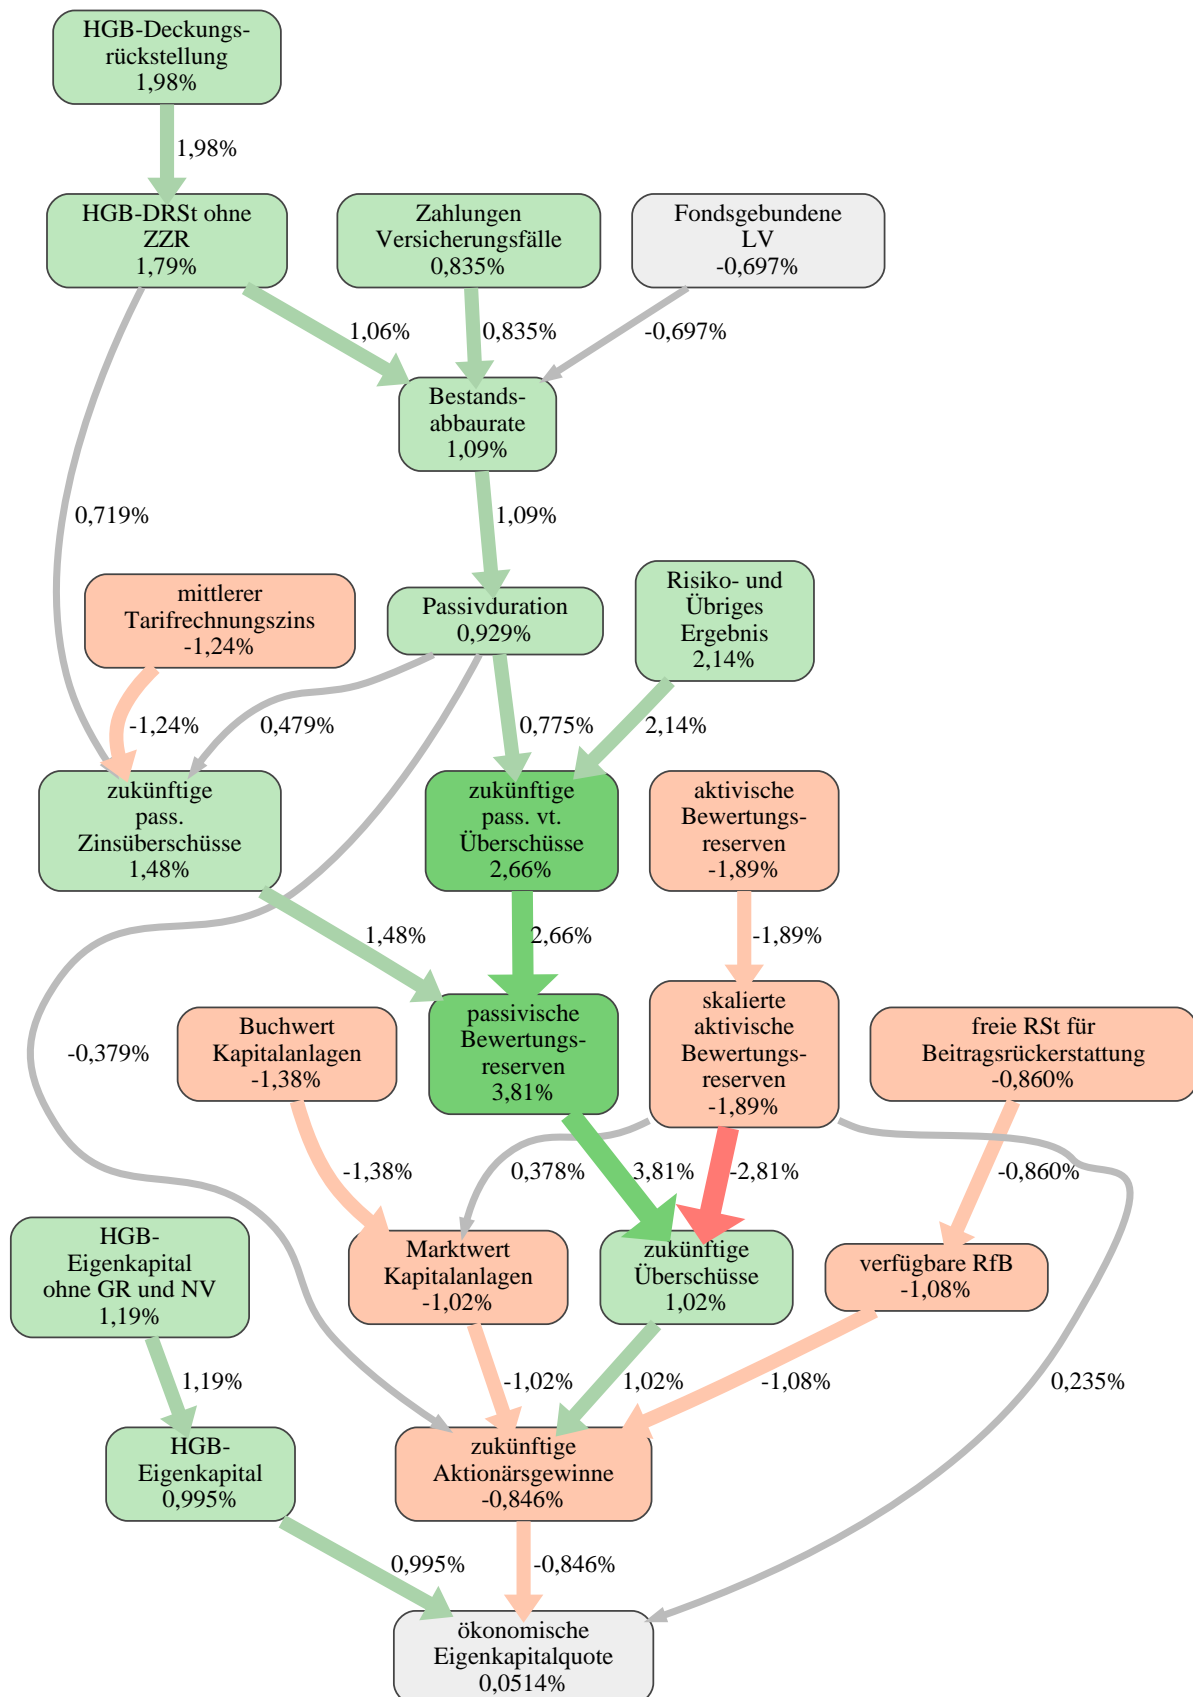 HGB-Deckungs-
rückstellung
1,98%
1,98%
HGB-DRSt ohne
ZZR
1,79%
Zahlungen
Versicherungsfälle
0,835%
Fondsgebundene
LV
-0,697%
1,06%
0,835%
-0,697%
Bestands-
abbaurate
1,09%
0,719%
1,09%
mittlerer
Tarifrechnungszins
-1,24%
Passivduration
0,929%
Risiko- und
Übriges
Ergebnis
2,14%
-1,24%
0,479%
0,775%
2,14%
zukünftige
pass.
Zinsüberschüsse
1,48%
zukünftige
pass. vt.
Überschüsse
2,66%
aktivische
Bewertungs-
reserven
-1,89%
1,48%
2,66%
-1,89%
-0,379%
Buchwert
Kapitalanlagen
-1,38%
passivische
Bewertungs-
reserven
3,81%
skalierte
aktivische
Bewertungs-
reserven
-1,89%
freie RSt für
Beitragsrückerstattung
-0,860%
-1,38%
0,378%
3,81%
-2,81%
-0,860%
HGB-
Eigenkapital
ohne GR und NV
1,19%
Marktwert
Kapitalanlagen
-1,02%
zukünftige
Überschüsse
1,02%
verfügbare RfB
-1,08%
1,19%
-1,02%
1,02%
-1,08%
0,235%
HGB-
Eigenkapital
0,995%
zukünftige
Aktionärsgewinne
-0,846%
0,995%
-0,846%
ökonomische
Eigenkapitalquote
0,0514%